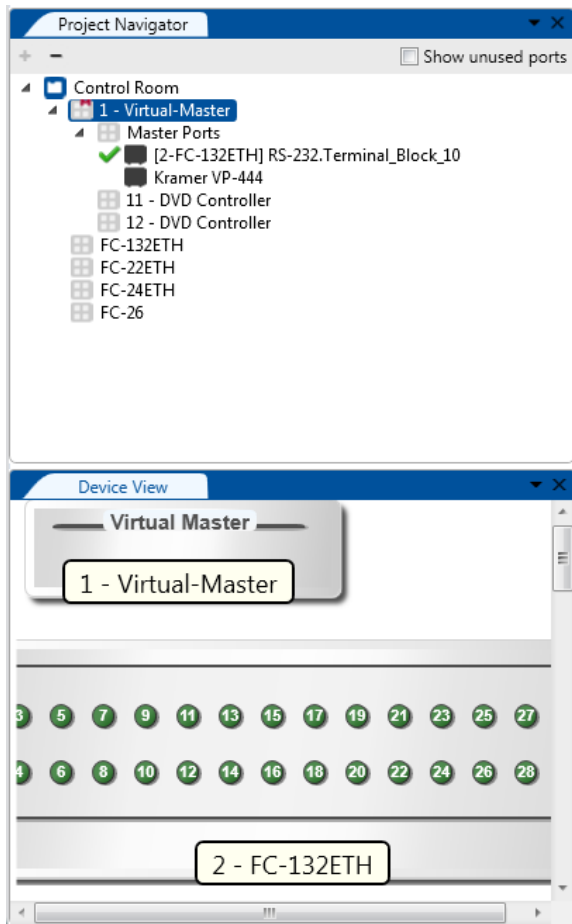 Project Navigator
Show unused ports
Control Room
1 - Virtual-Master
Master Ports
[2-FC-132ETH] RS-232.Terminal_Block_10
Kramer VP-444
11 - DVD Controller
12 - DVD Controller
FC-132ETH
FC-22ETH
FC-24ETH
FC-26
Device View
Virtual Master
1 - Virtual-Master
3 5 7 9 11 13 15 17 19 21 23 25 27
4 6 8 10 12 14 16 18 20 22 24 26 28
2 - FC-132ETH